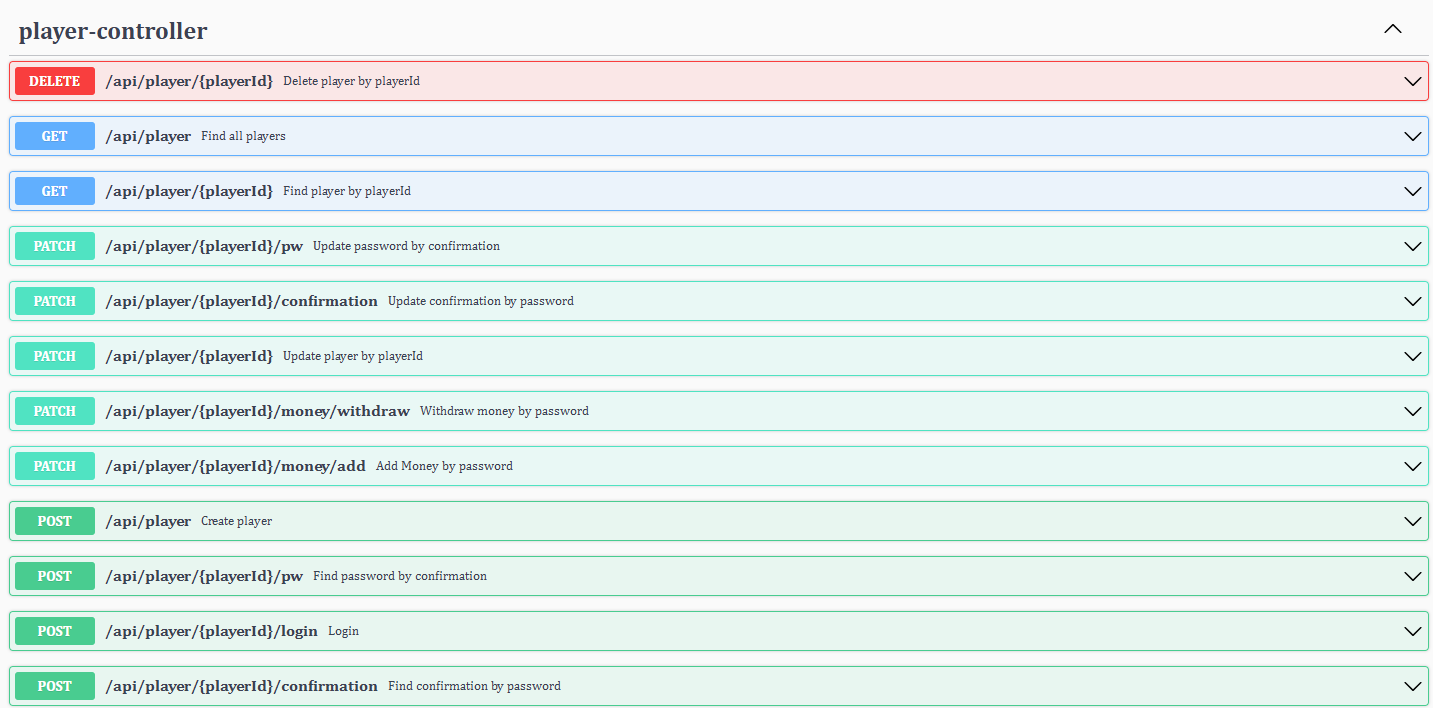 player-controller
DELETE /api/player/{playerId} Delete player by playerId
GET /api/player Find all players
GET /api/player/{playerId} Find player by playerId
PATCH /api/player/{playerId}/pw Update password by confirmation
PATCH /api/player/{playerId}/confirmation Update confirmation by password
PATCH /api/player/{playerId} Update player by playerId
PATCH /api/player/{playerId}/money/withdraw Withdraw money by password
PATCH /api/player/{playerId}/money/add Add Money by password
POST /api/player Create player
POST /api/player/{playerId}/pw Find password by confirmation
POST /api/player/{playerId}/login Login
POST /api/player/{playerId}/confirmation Find confirmation by password